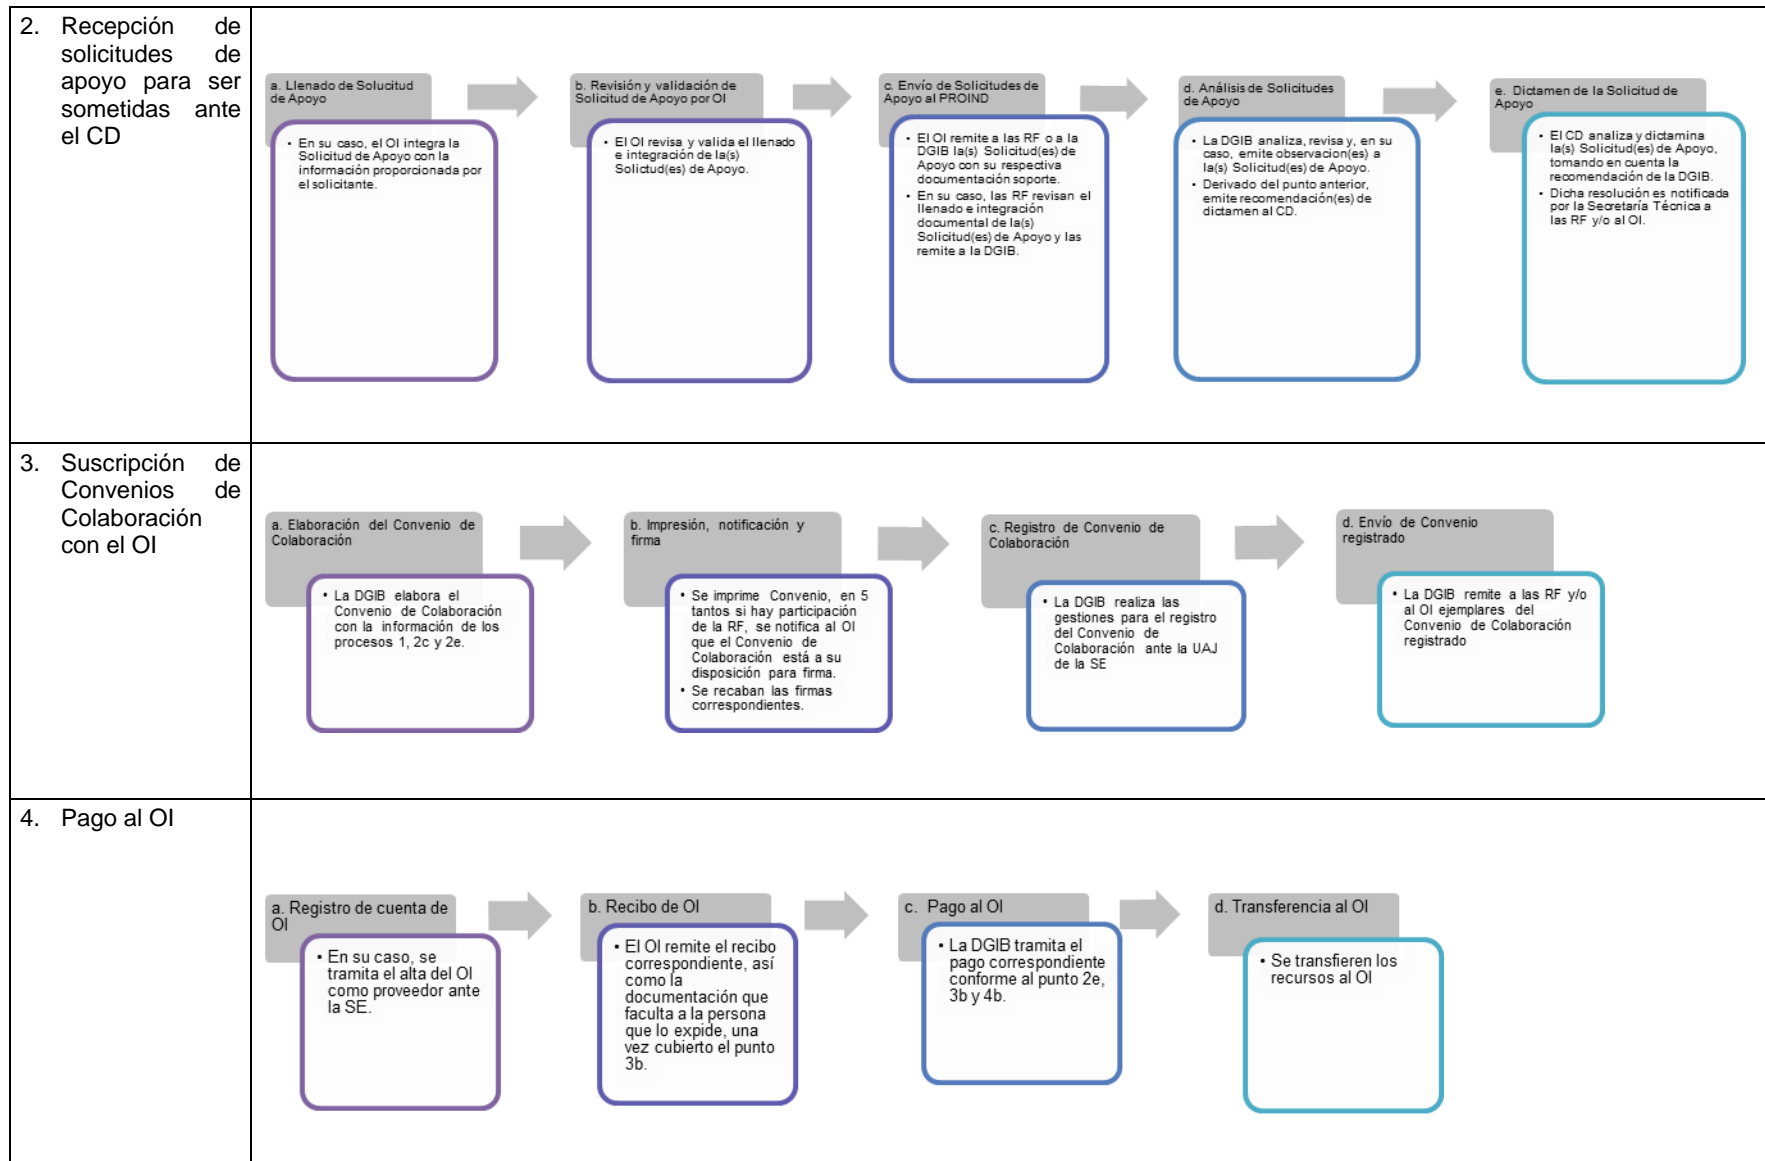 2. Recepción de
solicitudes de
apoyo para ser
sometidas ante
el CD
a. Llenado de Solucitud
de Apoyo
• En su caso, el OI integra la
Solicitud de Apoyo con la
información proporcionada por
el solicitante.
b. Revisión y validación de
Solicitud de Apoyo por OI
• El OI revisa y valida el llenado
e integración de la(s)
Solictud(es) de Apoyo.
c. Envío de Solicitudes de
Apoyo al PROIND
• El OI remite a las RF o a la
DGIB la(s) Solicitud(es) de
Apoyo con su respectiva
documentación soporte.
• En su caso, las RF revisan el
llenado e integración
documental de la(s)
Solicitud(es) de Apoyo y las
remite a la DGIB.
d. Análisis de Solicitudes
de Apoyo
• La DGIB analiza, revisa y, en su
caso, emite observacion(es) a
la(s) Solicitud(es) de Apoyo.
• Derivado del punto anterior,
emite recomendación(es) de
dictamen al CD.
e. Dictamen de la Solicitud de
Apoyo
• El CD analiza y dictamina
la(s) Solicitud(es) de Apoyo,
tomando en cuenta la
recomendación de la DGIB.
• Dicha resolución es notificada
por la Secretaría Técnica a
las RF y/o al OI.
3. Suscripción de
Convenios de
Colaboración
con el OI
a. Elaboración del Convenio de
Colaboración
• La DGIB elabora el
Convenio de Colaboración
con la información de los
procesos 1, 2c y 2e.
b. Impresión, notificación y
firma
• Se imprime Convenio, en 5
tantos si hay participación
de la RF, se notifica al OI
que el Convenio de
Colaboración está a su
disposición para firma.
• Se recaban las firmas
correspondientes.
c. Registro de Convenio de
Colaboración
• La DGIB realiza las
gestiones para el registro
del Convenio de
Colaboración ante la UAJ
de la SE
d. Envío de Convenio
registrado
• La DGIB remite a las RF y/o
al OI ejemplares del
Convenio de Colaboración
registrado
4. Pago al OI
a. Registro de cuenta de
OI
• En su caso, se
tramita el alta del OI
como proveedor ante
la SE.
b. Recibo de OI
• El OI remite el recibo
correspondiente, así
como la
documentación que
faculta a la persona
que lo expide, una
vez cubierto el punto
3b.
c. Pago al OI
• La DGIB tramita el
pago correspondiente
conforme al punto 2e,
3b y 4b.
d. Transferencia al OI
• Se transfieren los
recursos al OI